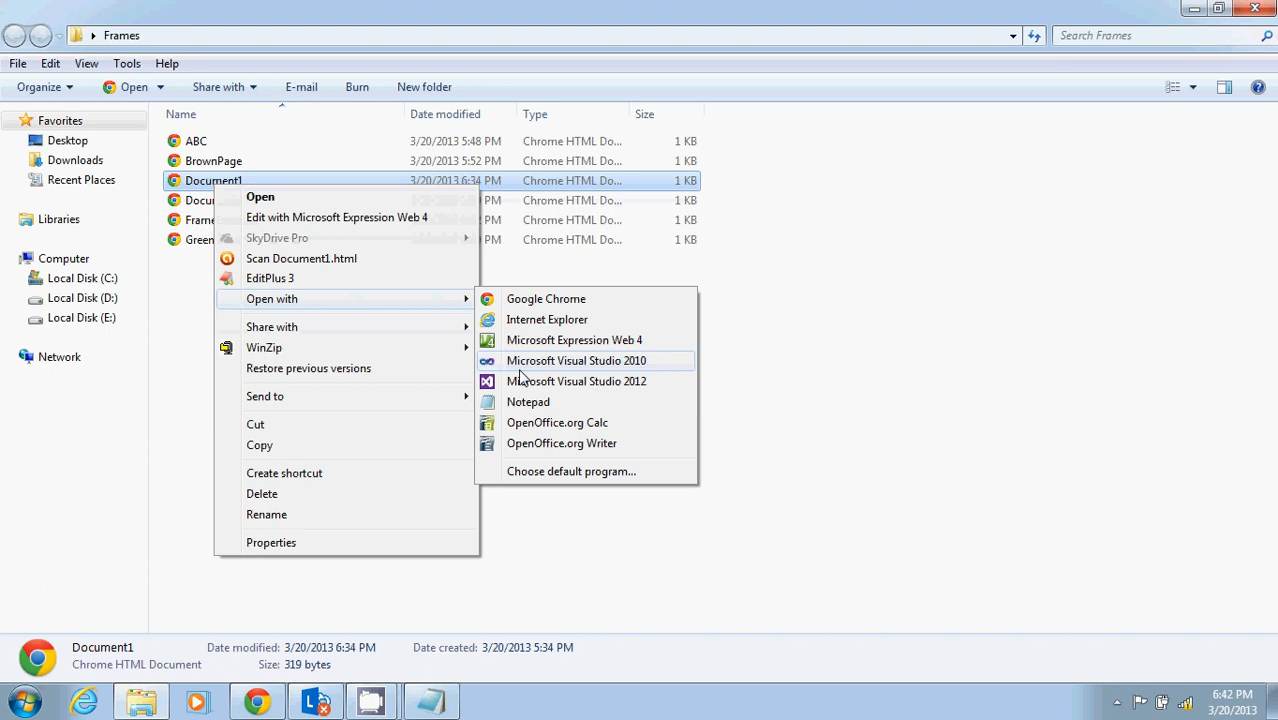 Frames
Search Frames
File Edit View Tools Help
Organize Open Share with E-mail Burn New folder
Name Date modified Type Size
Favorites
Desktop
Downloads
Recent Places
Libraries
Computer
Local Disk (C:)
Local Disk (D:)
Local Disk (E:)
Network
ABC 3/20/2013 5:48 PM Chrome HTML Do... 1 KB
BrownPage 3/20/2013 5:52 PM Chrome HTML Do... 1 KB
Document1 3/20/2013 6:34 PM Chrome HTML Do... 1 KB
Docu PM Chrome HTML Do... 1 KB
Frame PM Chrome HTML Do... 1 KB
Green PM Chrome HTML Do... 1 KB
Open
Edit with Microsoft Expression Web 4
SkyDrive Pro
Scan Document1.html
EditPlus 3
Open with
Share with
WinZip
Restore previous versions
Send to
Cut
Copy
Create shortcut
Delete
Rename
Properties
Google Chrome
Internet Explorer
Microsoft Expression Web 4
Microsoft Visual Studio 2010
Microsoft Visual Studio 2012
Notepad
OpenOffice.org Calc
OpenOffice.org Writer
Choose default program...
Document1 Date modified: 3/20/2013 6:34 PM Date created: 3/20/2013 5:34 PM
Chrome HTML Document Size: 319 bytes
6:42 PM
3/20/2013